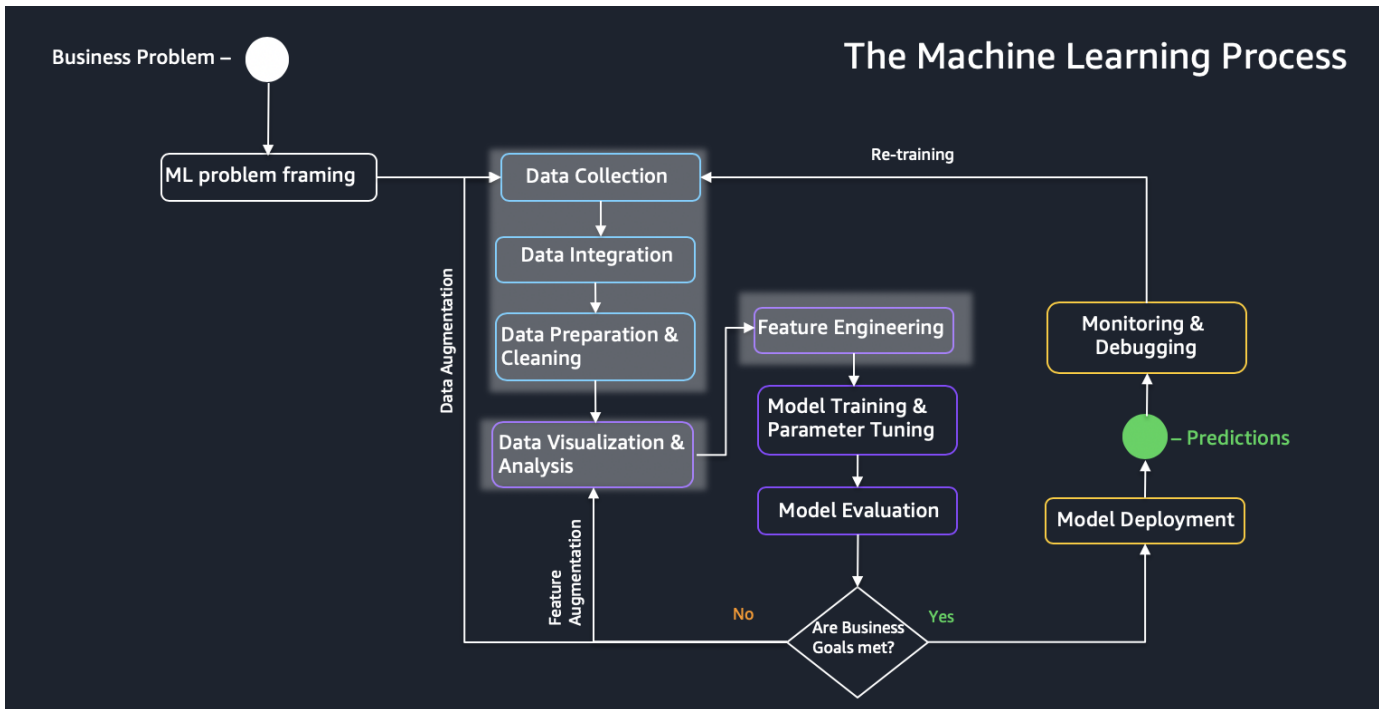 Business Problem –
The Machine Learning Process
ML problem framing
Data Collection
Re-training
Data Integration
Data Augmentation
Data Preparation &
Cleaning
Feature Engineering
Monitoring &
Debugging
Data Visualization &
Analysis
Model Training &
Parameter Tuning
– Predictions
Model Evaluation
Model Deployment
Feature
Augmentation
No
Are Business
Goals met?
Yes